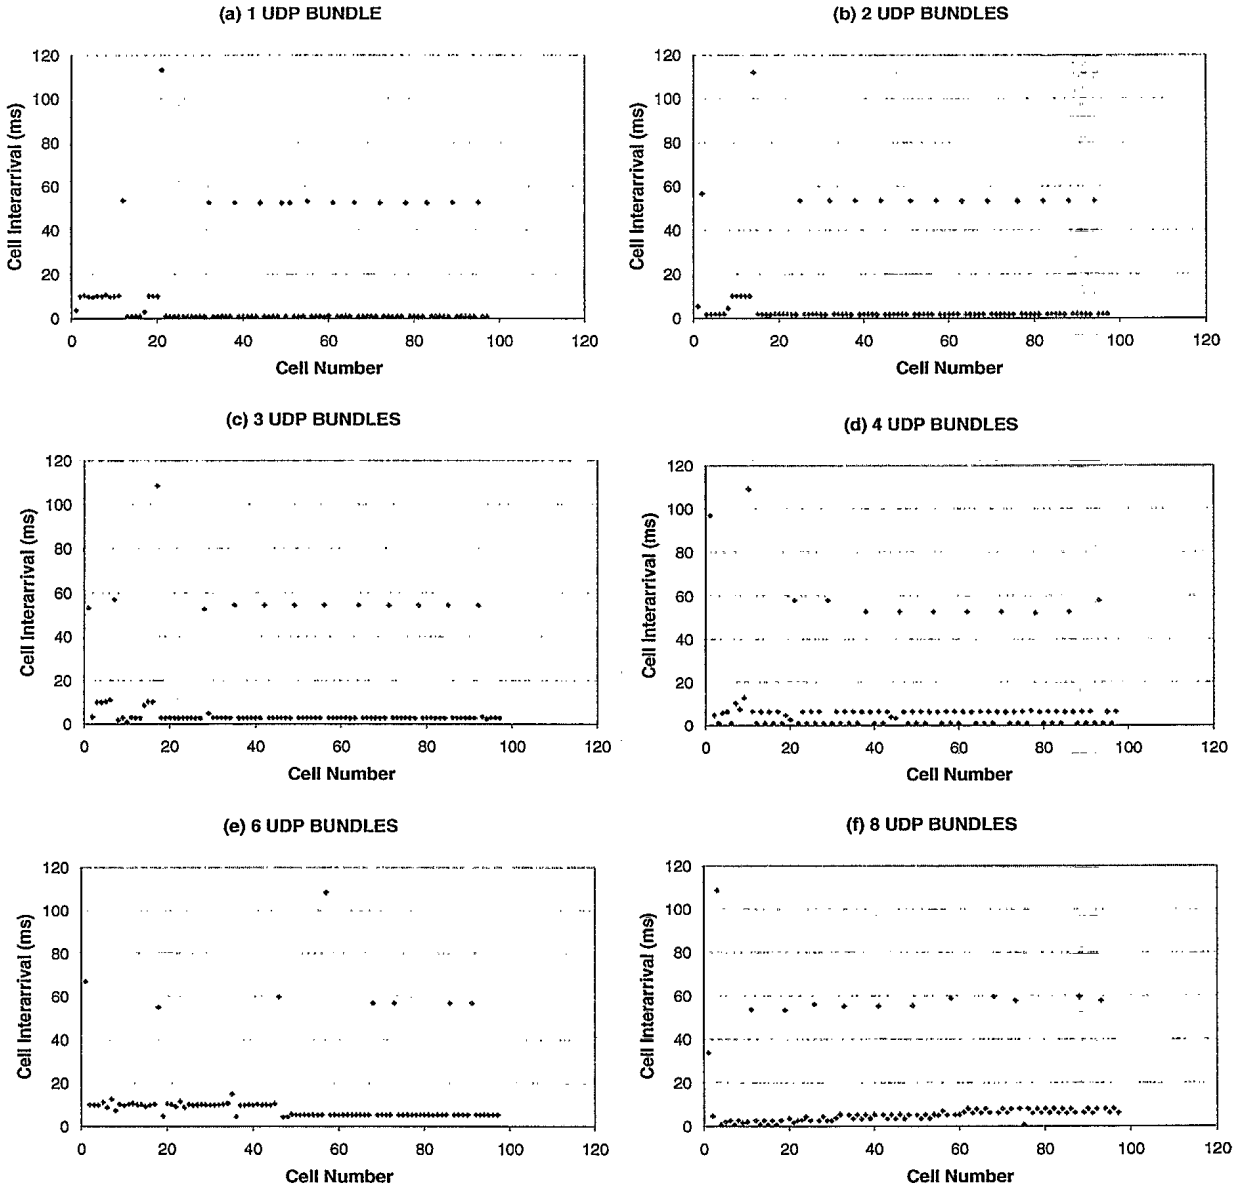 (a) 1 UDP BUNDLE
120
100
80
60
40
20
0
Cell Interarrival (ms)
0 20 40 60 80 100 120
Cell Number
(b) 2 UDP BUNDLES
120
100
80
60
40
20
0
Cell Interarrival (ms)
0 20 40 60 80 100 120
Cell Number
(c) 3 UDP BUNDLES
120
100
80
60
40
20
0
Cell Interarrival (ms)
0 20 40 60 80 100 120
Cell Number
(d) 4 UDP BUNDLES
120
100
80
60
40
20
0
Cell Interarrival (ms)
0 20 40 60 80 100 120
Cell Number
(e) 6 UDP BUNDLES
120
100
80
60
40
20
0
Cell Interarrival (ms)
0 20 40 60 80 100 120
Cell Number
(f) 8 UDP BUNDLES
120
100
80
60
40
20
0
Cell Interarrival (ms)
0 20 40 60 80 100 120
Cell Number